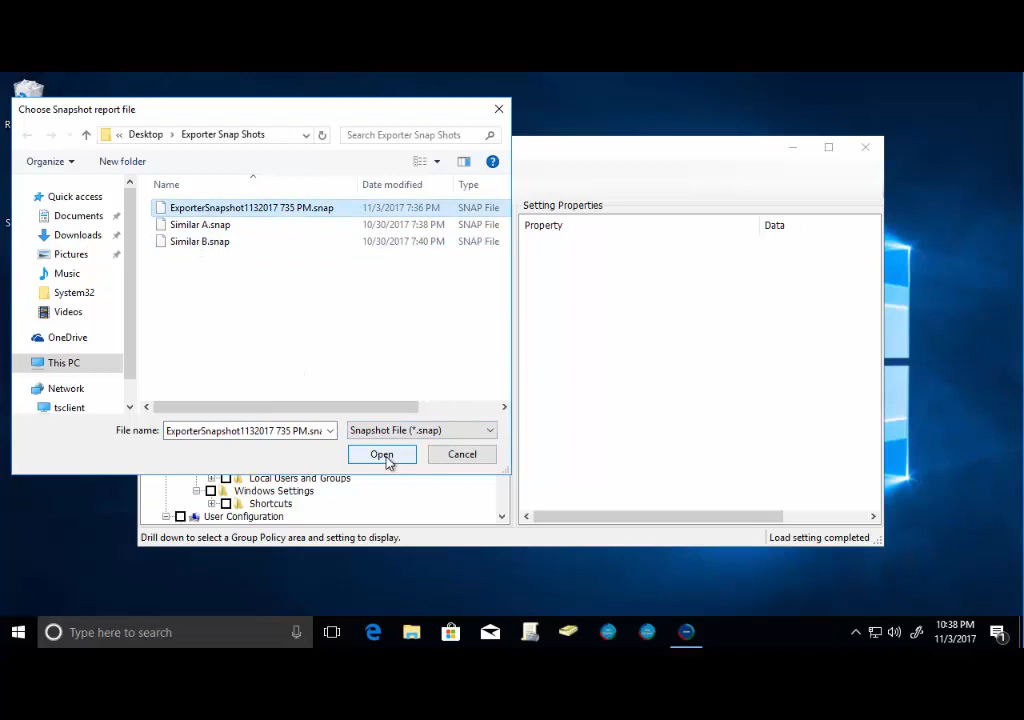 R
S
Choose Snapshot report file
« Desktop › Exporter Snap Shots
Search Exporter Snap Shots
Organize
New folder
Quick access
Documents
Downloads
Pictures
Music
System32
Videos
OneDrive
This PC
Network
tsclient
Name
Date modified
Type
ExporterSnapshot1132017 735 PM.snap
11/3/2017 7:36 PM
SNAP File
Similar A.snap
10/30/2017 7:38 PM
SNAP File
Similar B.snap
10/30/2017 7:40 PM
SNAP File
File name:
ExporterSnapshot1132017 735 PM.sna
Snapshot File (*.snap)
Open
Cancel
Setting Properties
Property
Data
Local Users and Groups
Windows Settings
Shortcuts
User Configuration
Drill down to select a Group Policy area and setting to display.
Load setting completed
Type here to search
10:38 PM
11/3/2017
1